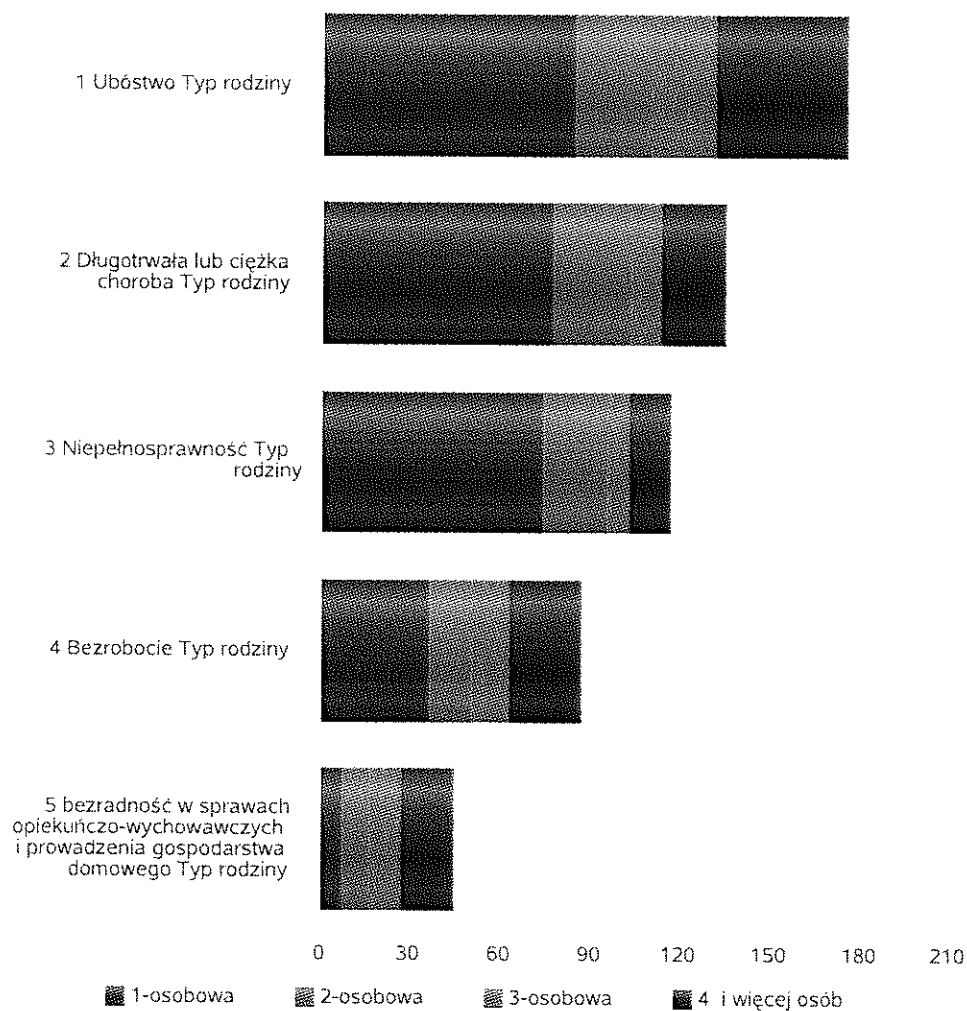 1 Ubóstwo Typ rodziny
2 Długotrwała lub ciężka
choroba Typ rodziny
3 Niepełnosprawność Typ
rodziny
4 Bezrobocie Typ rodziny
5 bezradność w sprawach
opiekuńczo-wychowawczych
i prowadzenia gospodarstwa
domowego Typ rodziny
0 30 60 90 120 150 180 210
1-osobowa 2-osobowa 3-osobowa 4 i więcej osób